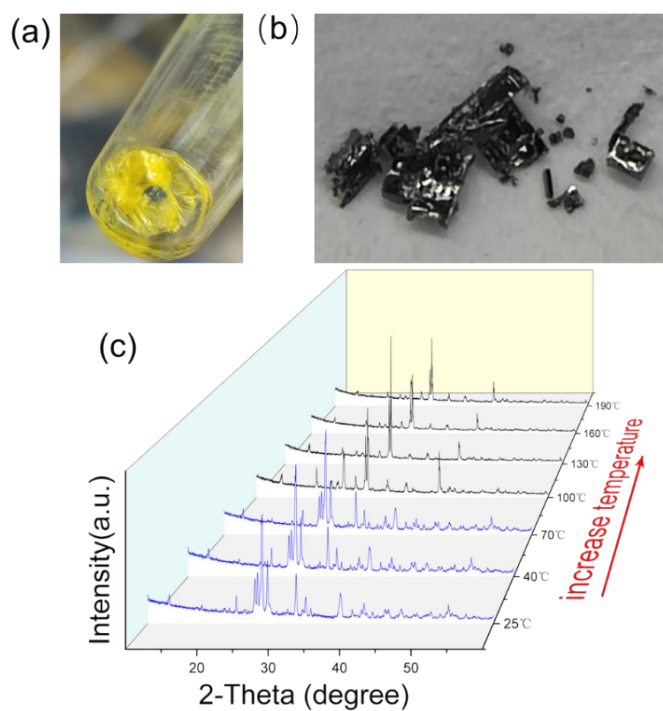 (a)
(b)
(c)
Intensity(a.u.)
190℃
160℃
130℃
100℃
70℃
40℃
25℃
increase temperature
20
30
40
50
2-Theta (degree)